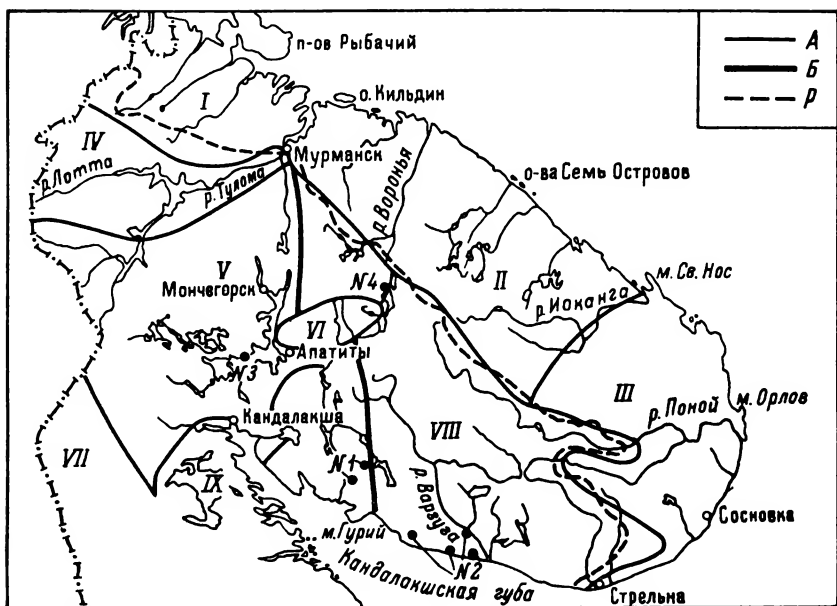 п-ов Рыбачий
А
Б
Р
I
о. Кильдин
IV
Мурманск
р. Лотта
р. Тулома
р. Воронья
о-ва Семь Островов
II
V
Мончегорск
N4
м. Св. Нос
р. Иоканга
VI
Апатиты
N3
III
р. Поной
м. Орлов
Кандалакша
р.
VII
VIII
IX
N1
р. Варзуга
м. Турий
N2
Сосновка
Кандалакшская губа
Стрельна